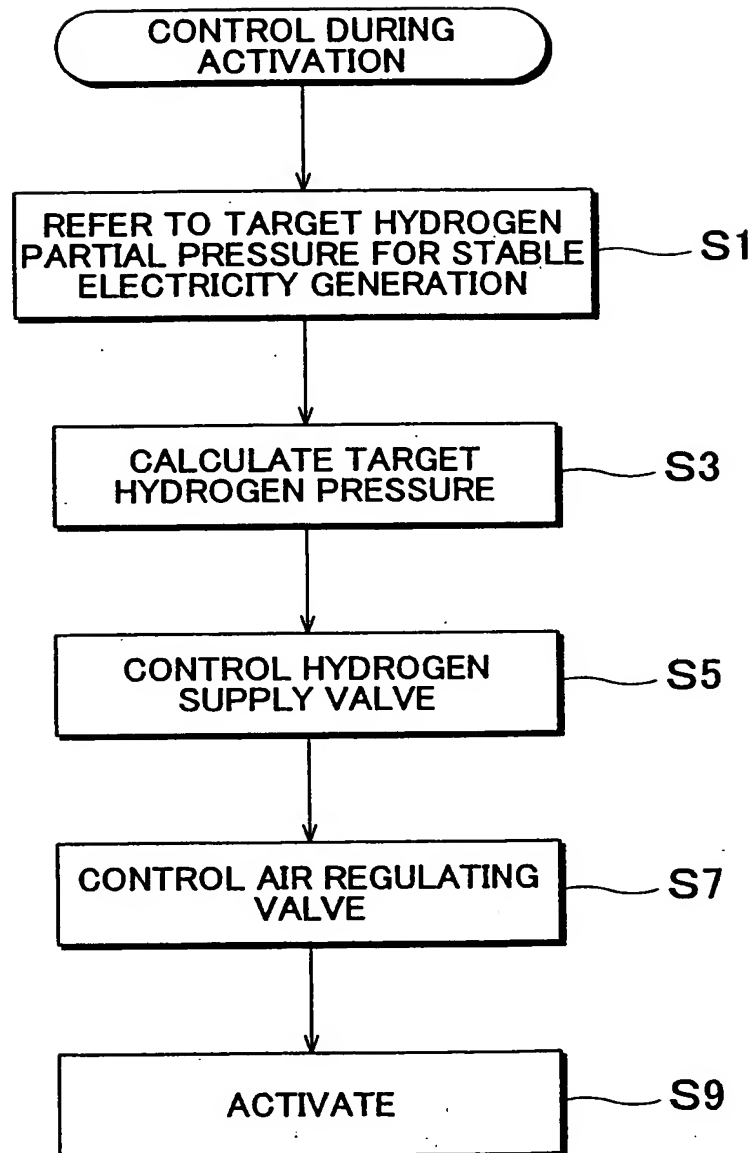 CONTROL DURING
ACTIVATION
REFER TO TARGET HYDROGEN
PARTIAL PRESSURE FOR STABLE
ELECTRICITY GENERATION
S1
CALCULATE TARGET
HYDROGEN PRESSURE
S3
CONTROL HYDROGEN
SUPPLY VALVE
S5
CONTROL AIR REGULATING
VALVE
S7
ACTIVATE
S9